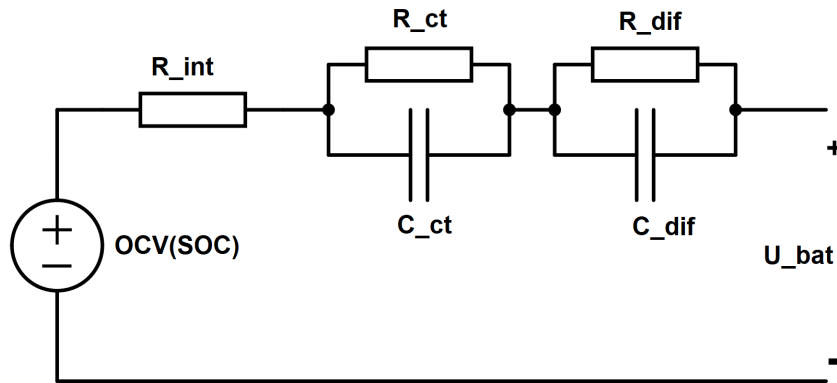 R_ct
R_dif
R_int
C_ct
C_dif
OCV(SOC)
+
U_bat
-